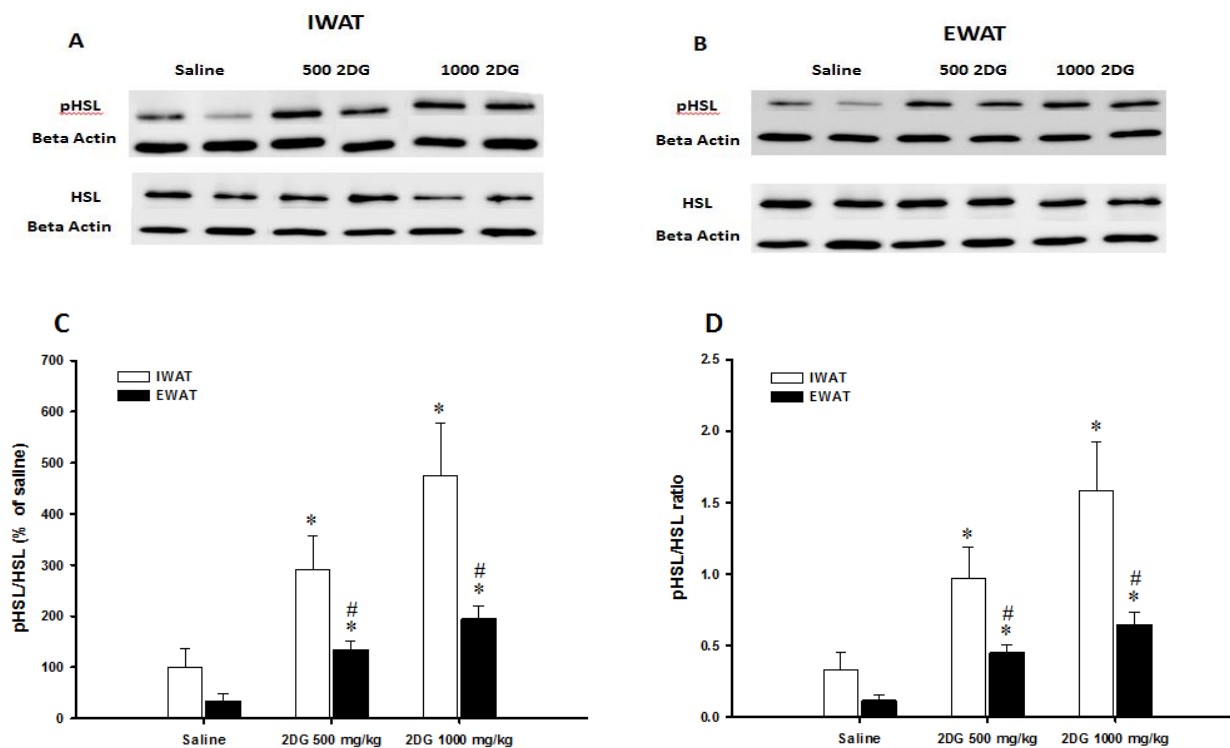 A
IWAT
Saline 500 2DG 1000 2DG
pHSL
Beta Actin
HSL
Beta Actin
B
EWAT
Saline 500 2DG 1000 2DG
pHSL
Beta Actin
HSL
Beta Actin
C
IWAT
EWAT
pHSL/HSL (% of saline)
700
600
500
400
300
200
100
0
*
#
*
*
#
*
Saline 2DG 500 mg/kg 2DG 1000 mg/kg
D
IWAT
EWAT
pHSL/HSL ratio
2.5
2.0
1.5
1.0
0.5
0.0
*
#
*
*
#
*
Saline 2DG 500 mg/kg 2DG 1000 mg/kg